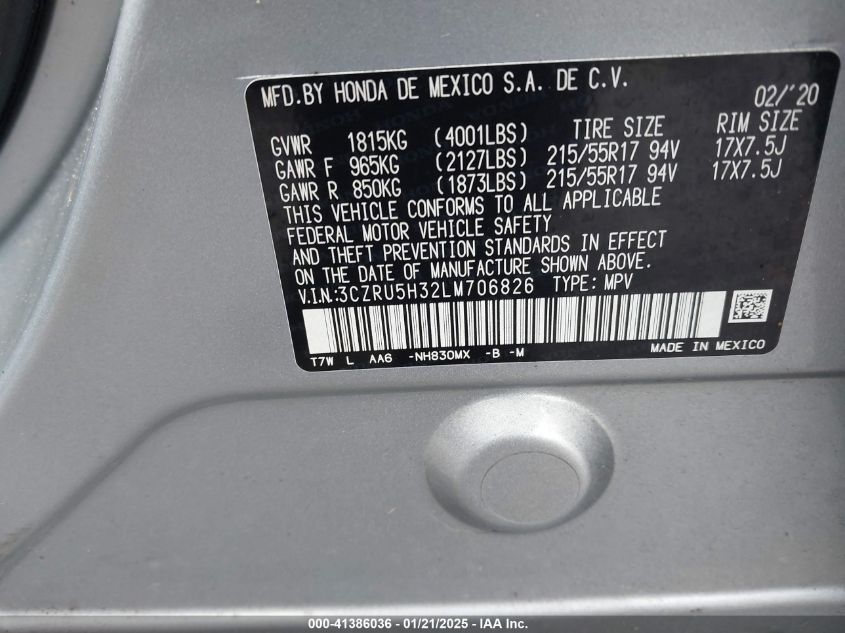 MFD.BY HONDA DE MEXICO S.A. DE C.V. 02/'20
GVWR 1815KG (4001LBS) TIRE SIZE RIM SIZE
GAWR F 965KG (2127LBS) 215/55R17 94V 17X7.5J
GAWR R 850KG (1873LBS) 215/55R17 94V 17X7.5J
THIS VEHICLE CONFORMS TO ALL APPLICABLE
FEDERAL MOTOR VEHICLE SAFETY
AND THEFT PREVENTION STANDARDS IN EFFECT
ON THE DATE OF MANUFACTURE SHOWN ABOVE.
V.I.N.:3CZRU5H32LM706826 TYPE: MPV
T7W L AA6 -NH830MX -B -M MADE IN MEXICO
000-41386036 - 01/21/2025 - IAA Inc.